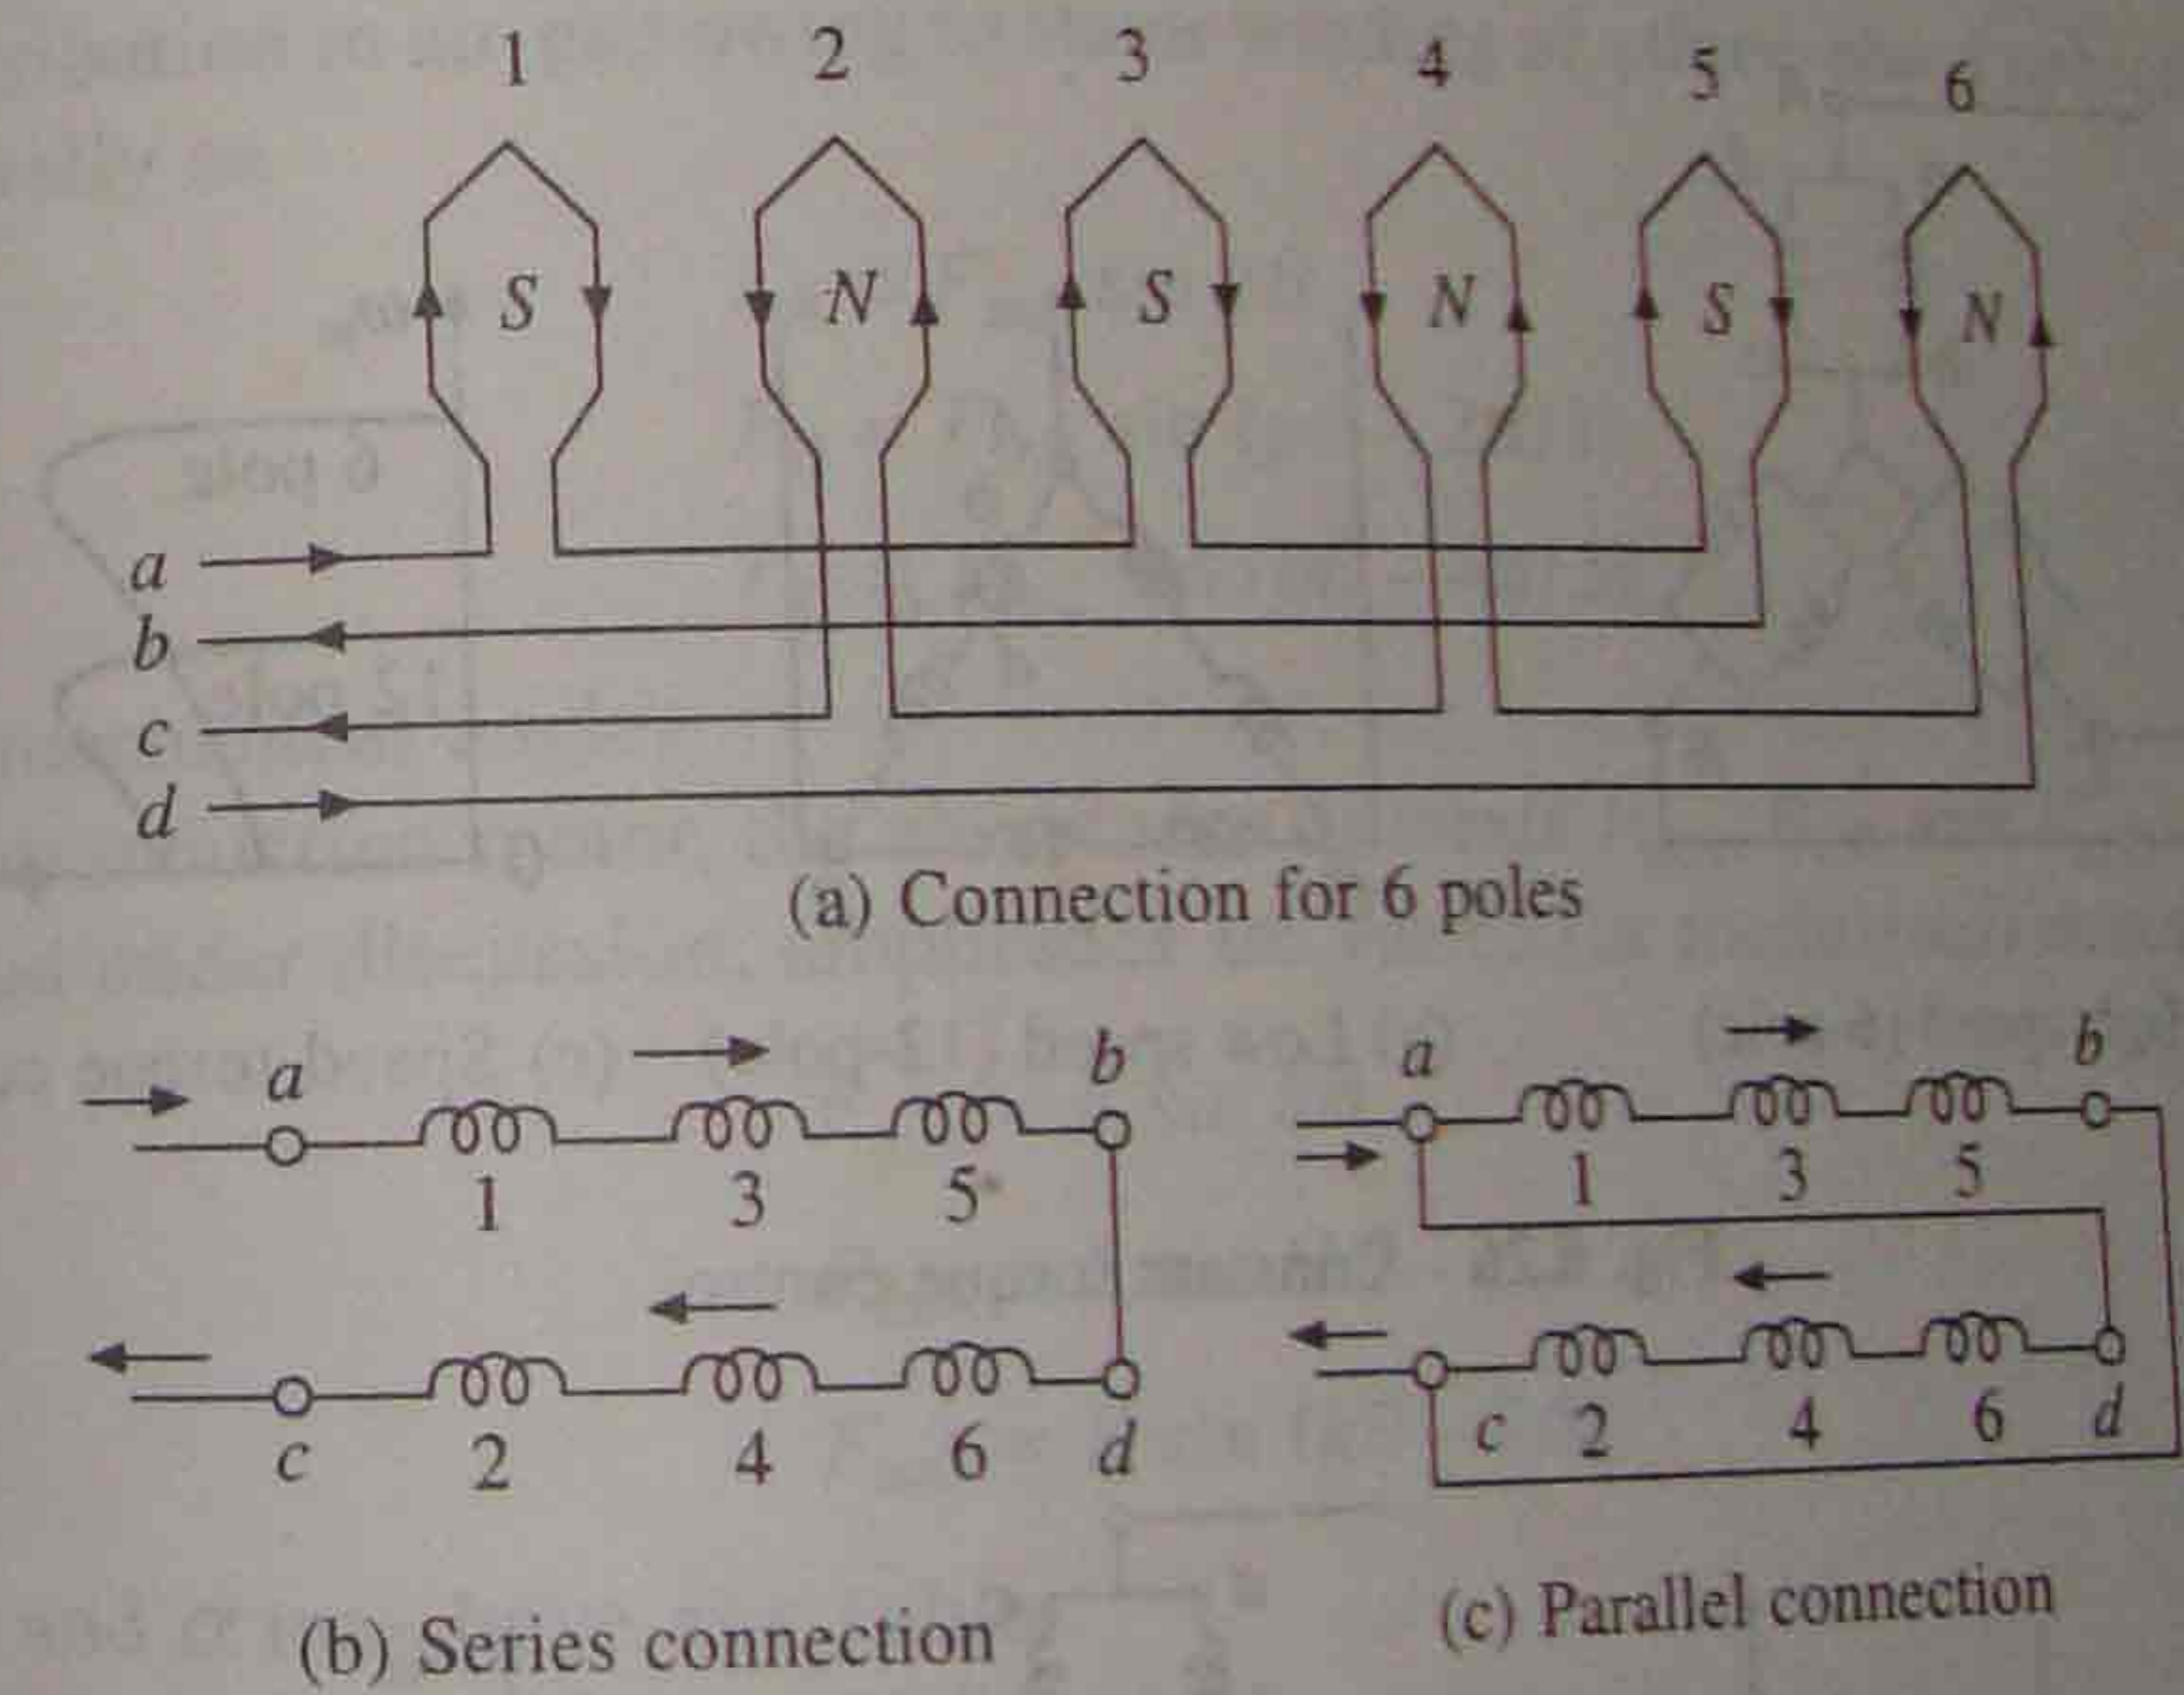 1 2 3 4 5 6
S N S N S N
a
b
c
d
(a) Connection for 6 poles
a b
1 3 5
c 2 4 6 d
(b) Series connection
a b
1 3 5
c 2 4 6 d
(c) Parallel connection